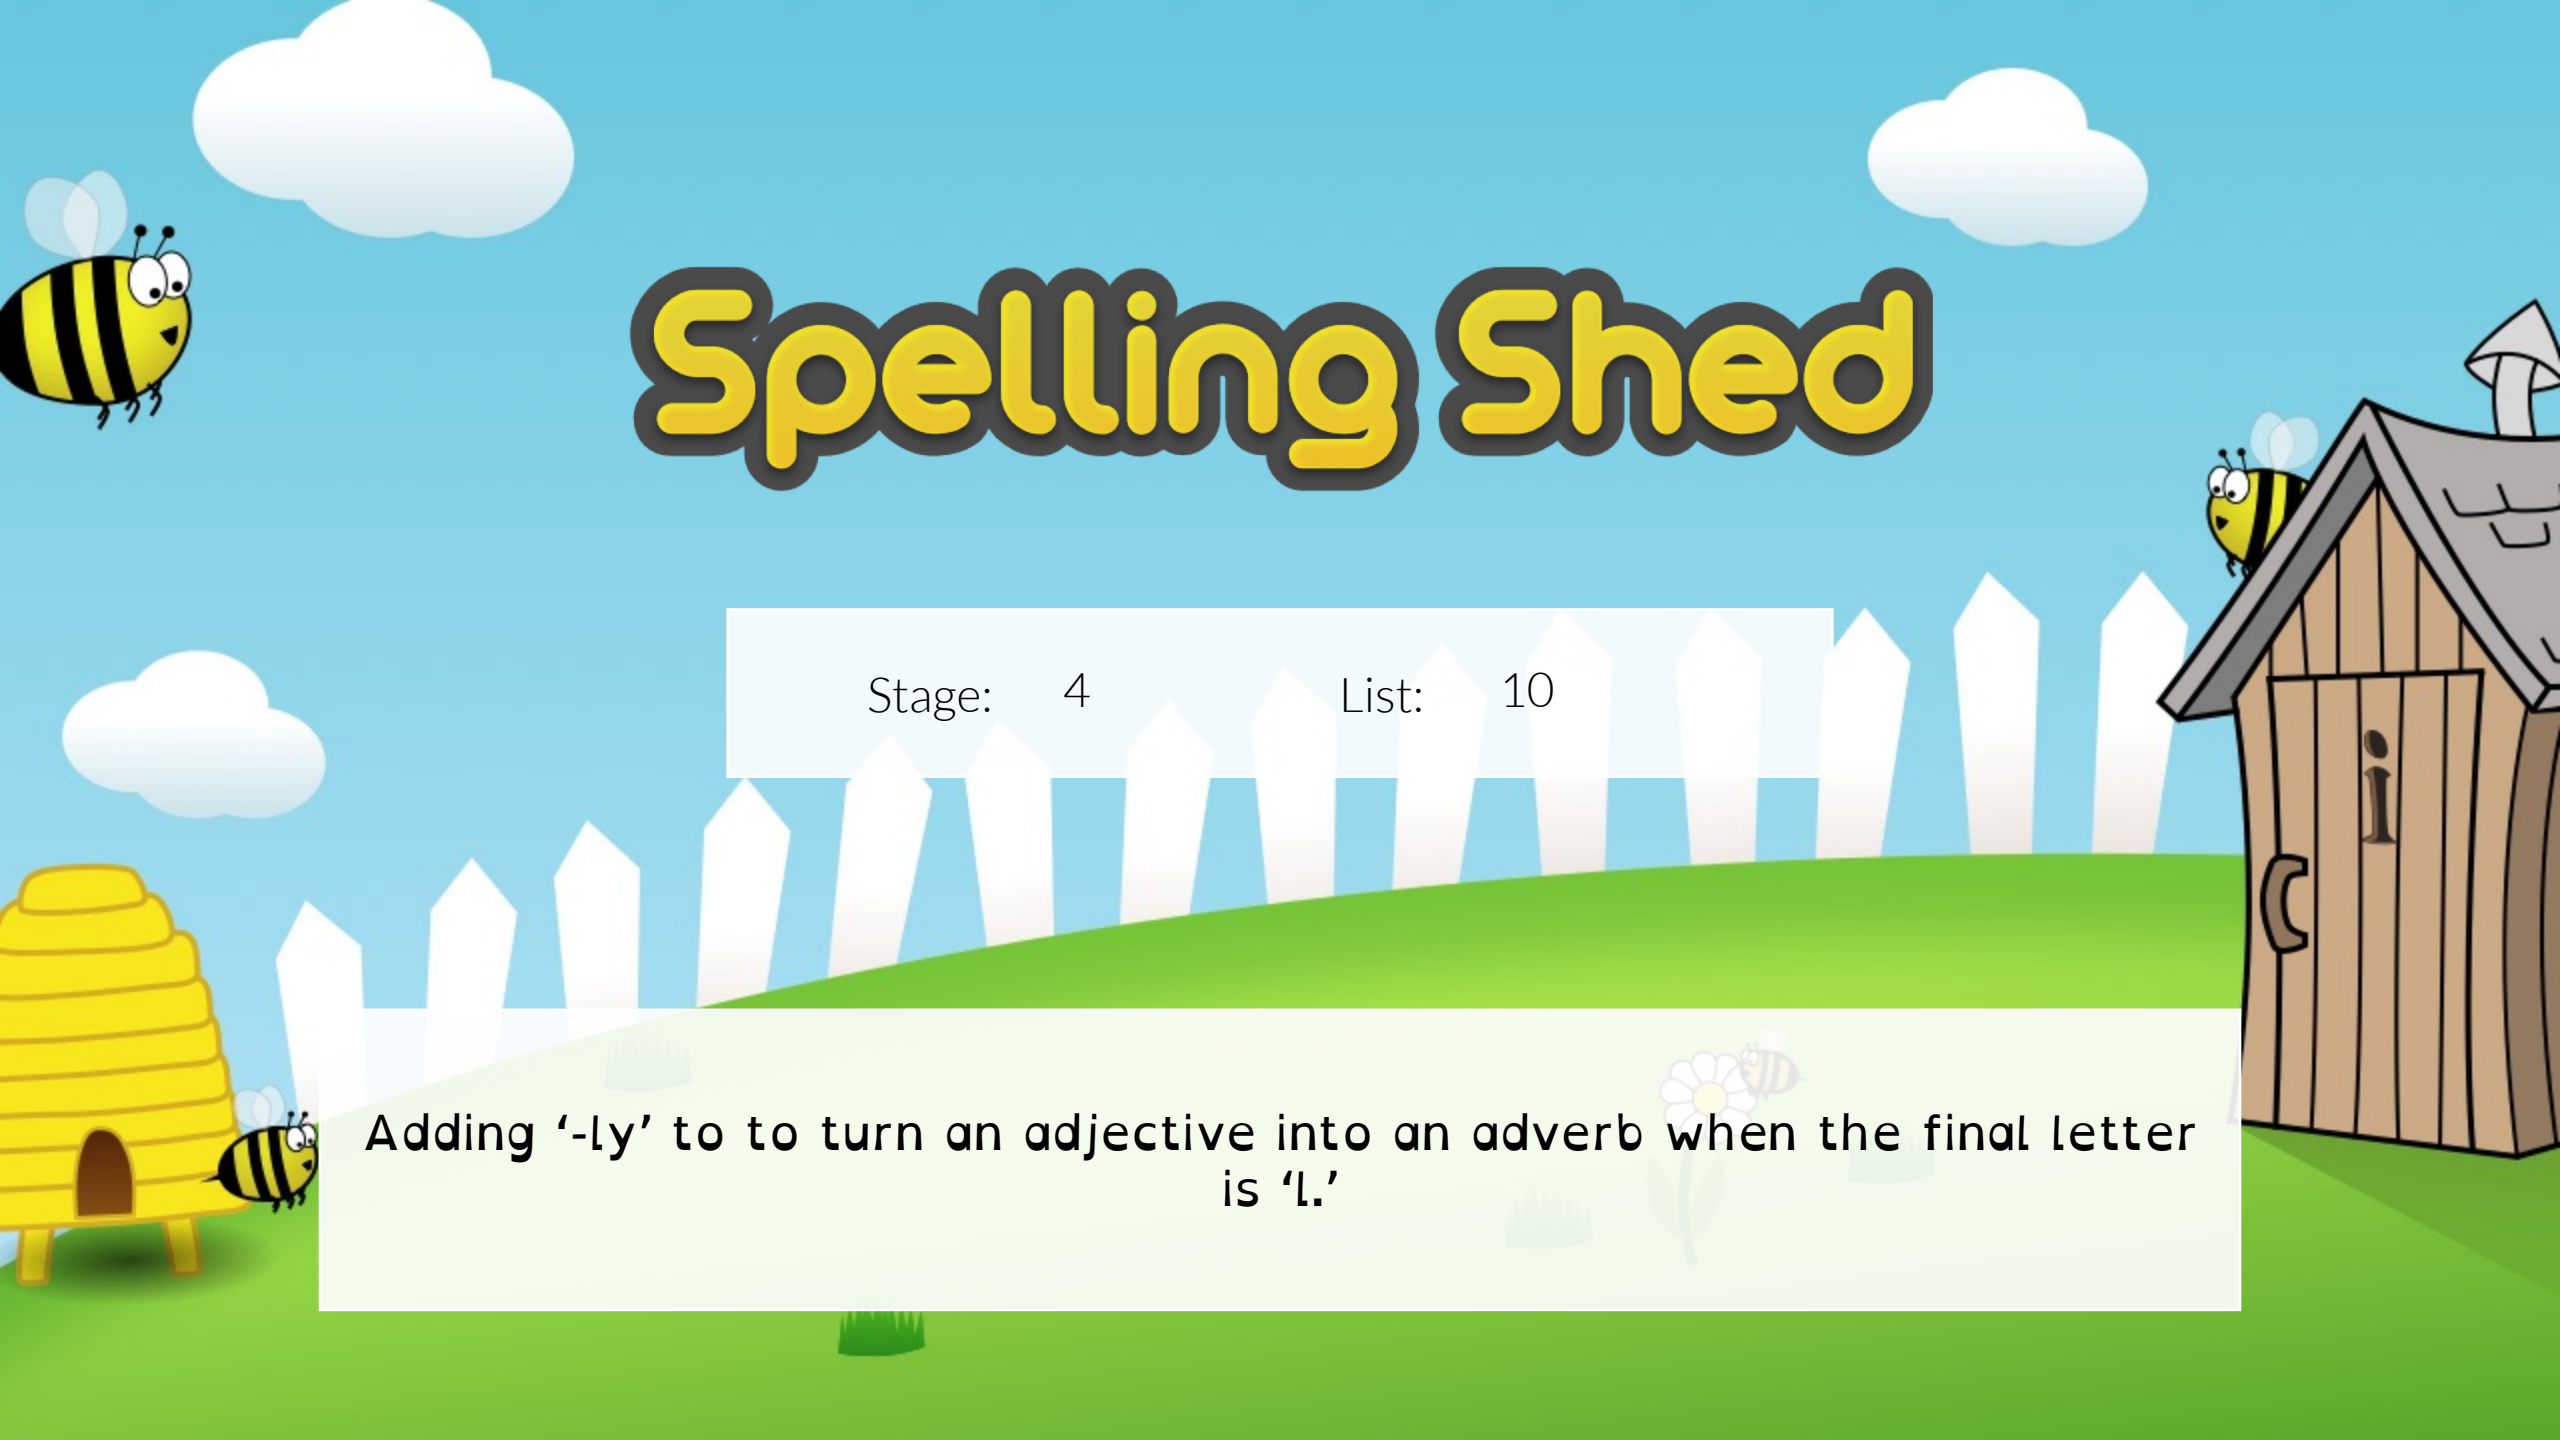 Spelling Shed
Stage: 4 List: 10
i
Adding ‘-ly’ to to turn an adjective into an adverb when the final letter
is ‘l.’